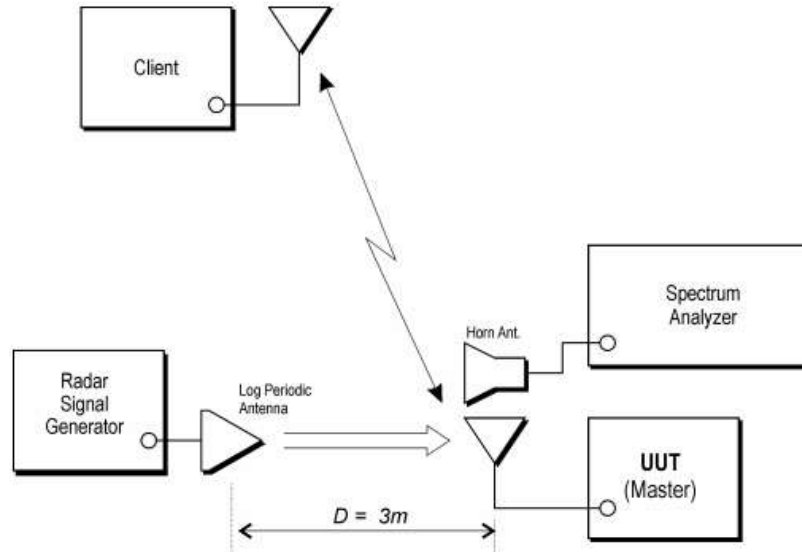 Client
Spectrum
Analyzer
Horn Ant.
Radar
Signal
Generator
Log Periodic
Antenna
UUT
(Master)
D = 3m